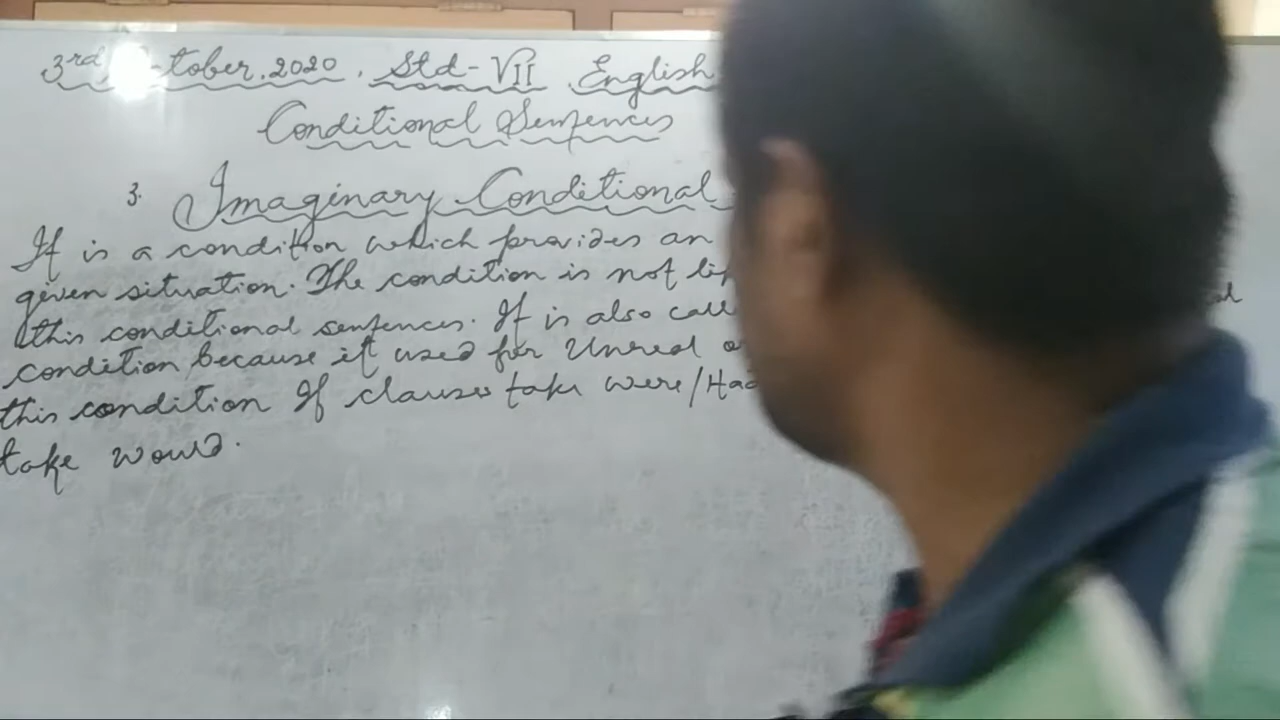 3rd October, 2020, Std-VII English
Conditional Sentences
3. Imaginary Conditional
It is a condition which provides an
given situation. The condition is not
this conditional sentences. It is also
condition because it used for Unreal
this condition If clauses take were/Had
take would.